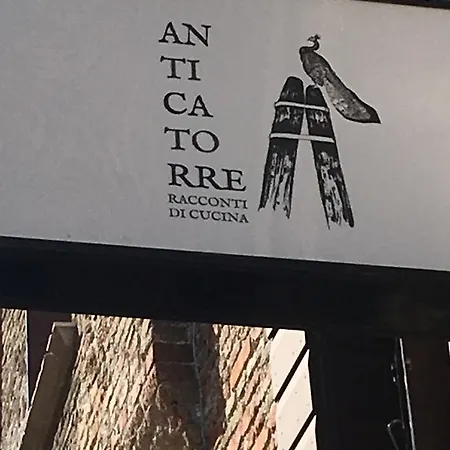 AN
TI
CA
TO
RRE
RACCONTI
DI CUCINA